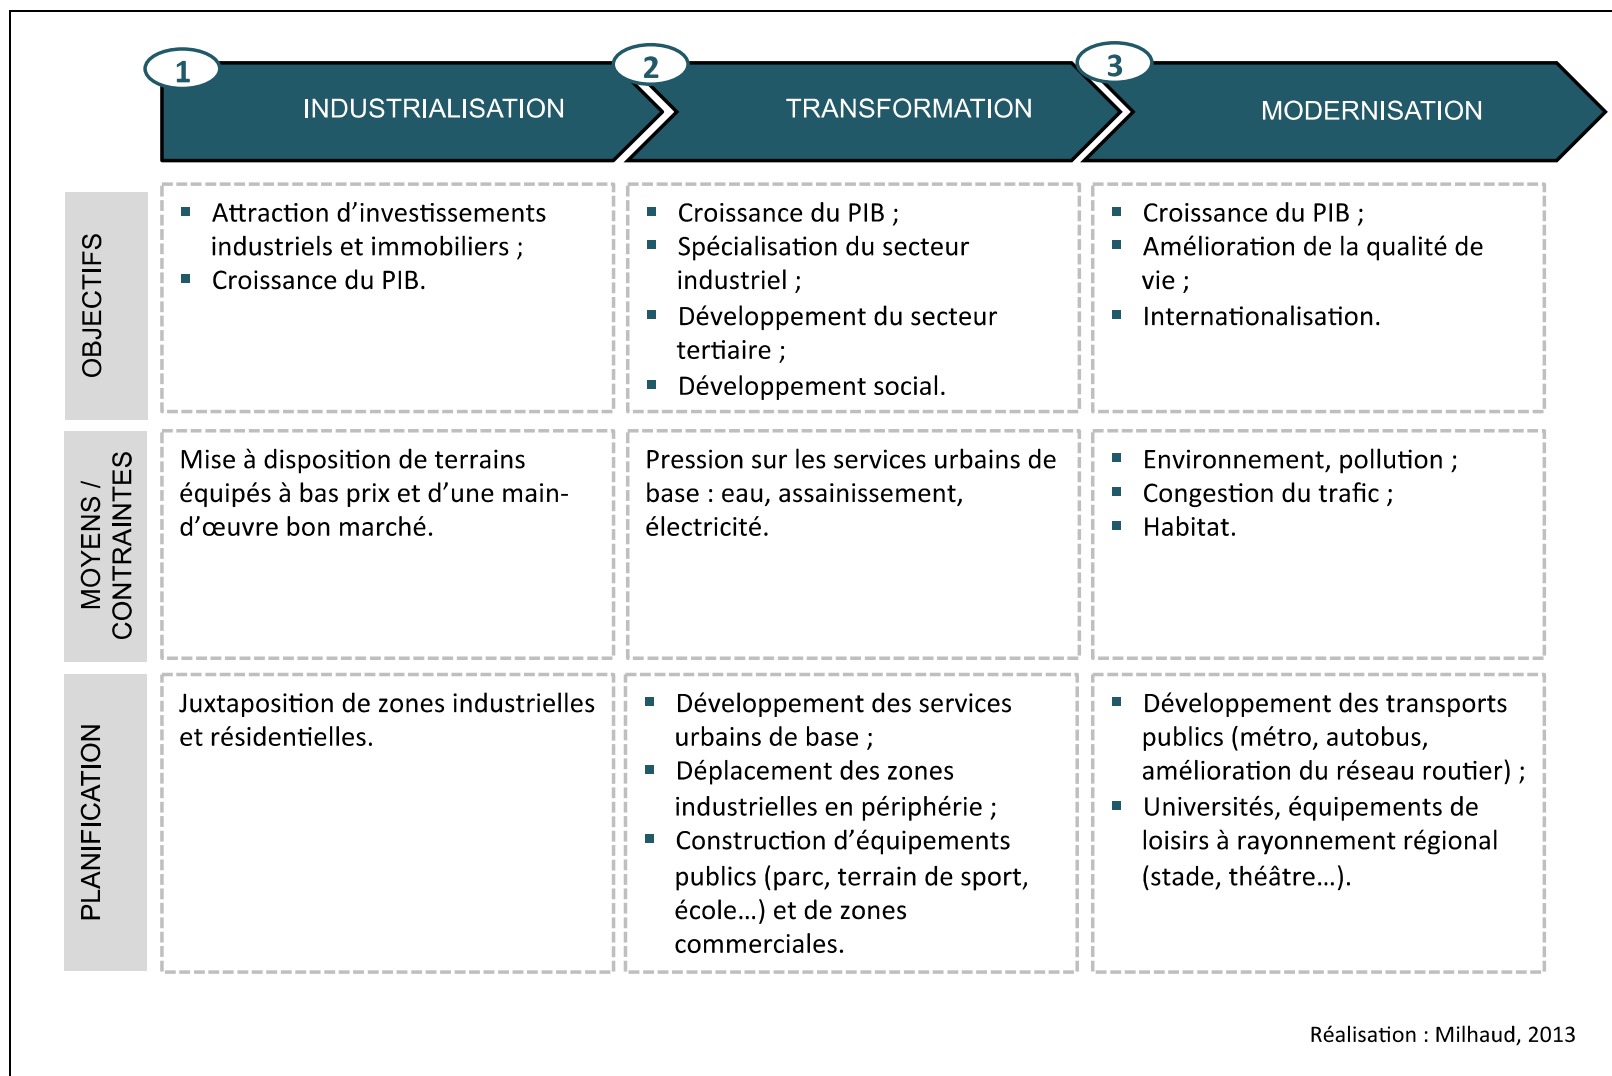 1
2
3
INDUSTRIALISATION
TRANSFORMATION
MODERNISATION
OBJECTIFS
▪ Attraction d’investissements
industriels et immobiliers ;
▪ Croissance du PIB.
▪ Croissance du PIB ;
▪ Spécialisation du secteur
industriel ;
▪ Développement du secteur
tertiaire ;
▪ Développement social.
▪ Croissance du PIB ;
▪ Amélioration de la qualité de
vie ;
▪ Internationalisation.
MOYENS /
CONTRAINTES
Mise à disposition de terrains
équipés à bas prix et d’une main-
d’œuvre bon marché.
Pression sur les services urbains de
base : eau, assainissement,
électricité.
▪ Environnement, pollution ;
▪ Congestion du trafic ;
▪ Habitat.
PLANIFICATION
Juxtaposition de zones industrielles
et résidentielles.
▪ Développement des services
urbains de base ;
▪ Déplacement des zones
industrielles en périphérie ;
▪ Construction d’équipements
publics (parc, terrain de sport,
école…) et de zones
commerciales.
▪ Développement des transports
publics (métro, autobus,
amélioration du réseau routier) ;
▪ Universités, équipements de
loisirs à rayonnement régional
(stade, théâtre…).
Réalisation : Milhaud, 2013